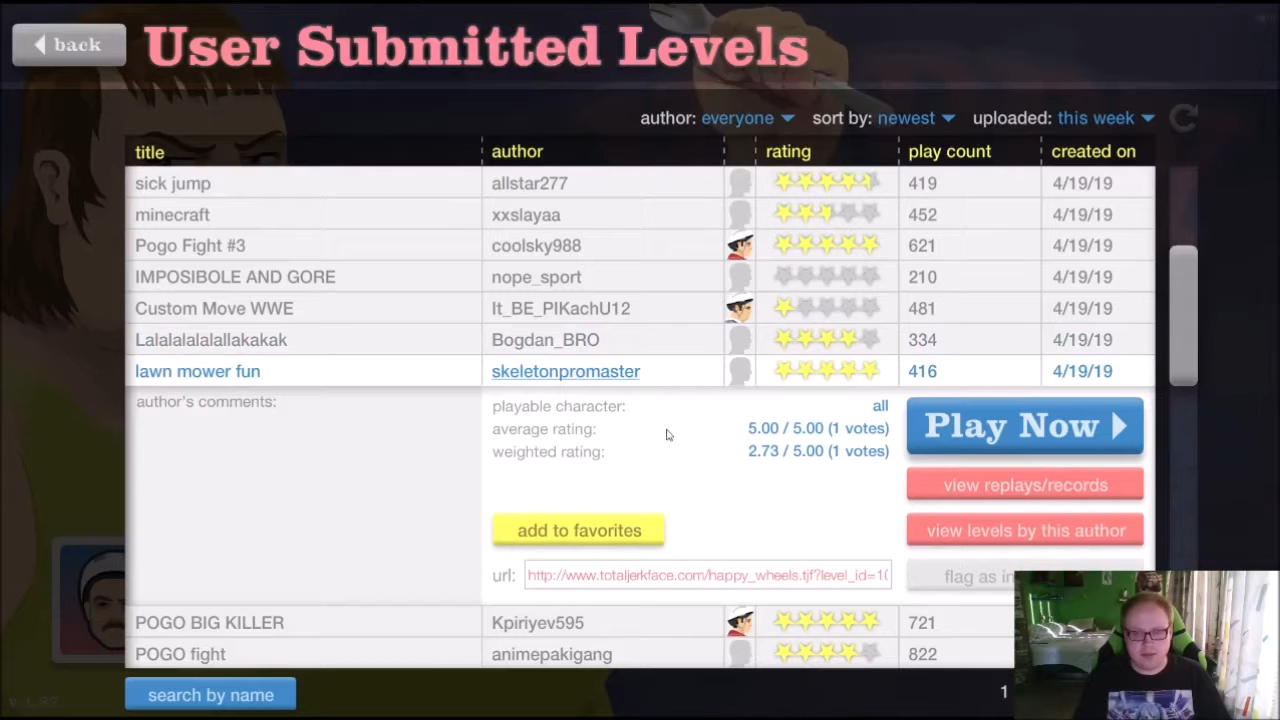 back
User Submitted Levels
author: everyone sort by: newest uploaded: this week
title author rating play count created on
sick jump allstar277 419 4/19/19
minecraft xxslayaa 452 4/19/19
Pogo Fight #3 coolsky988 621 4/19/19
IMPOSIBOLE AND GORE nope_sport 210 4/19/19
Custom Move WWE It_BE_PIKachU12 481 4/19/19
Lalalalalalallakakak Bogdan_BRO 334 4/19/19
lawn mower fun skeletonpromaster 416 4/19/19
author's comments:
playable character: all
average rating: 5.00 / 5.00 (1 votes)
weighted rating: 2.73 / 5.00 (1 votes)
Play Now
view replays/records
add to favorites
view levels by this author
url: http://www.totaljerkface.com/happy_wheels.tjf?level_id=1
flag as in
POGO BIG KILLER Kpiriyev595 721
POGO fight animepakigang 822
search by name
1